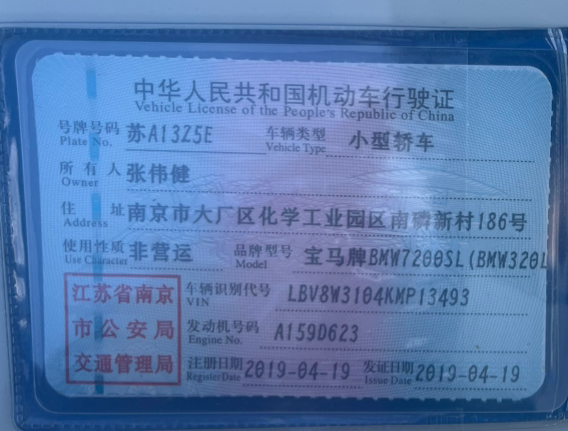 中华人民共和国机动车行驶证
Vehicle License of the People's Republic of China
号牌号码 苏A13Z5E 车辆类型 小型轿车
Plate No. Vehicle Type
所有人 张伟健
Owner
住址 南京市大厂区化学工业园区南磷新村186号
Address
使用性质 非营运 品牌型号 宝马牌BMW7200SL(BMW320L
Use Character Model
江苏省南京 车辆识别代号 LBV8W3104KMP13493
VIN
市公安局 发动机号码 A159D623
Engine No.
交通管理局 注册日期 2019-04-19 发证日期 2019-04-19
Register Date Issue Date